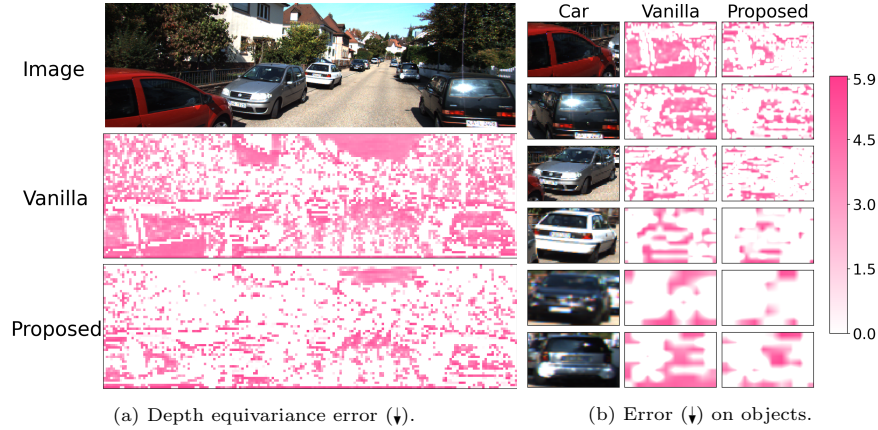 Car Vanilla Proposed
Image
Vanilla
Proposed
5.9
4.5
3.0
1.5
0.0
(a) Depth equivariance error (↓).
(b) Error (↓) on objects.